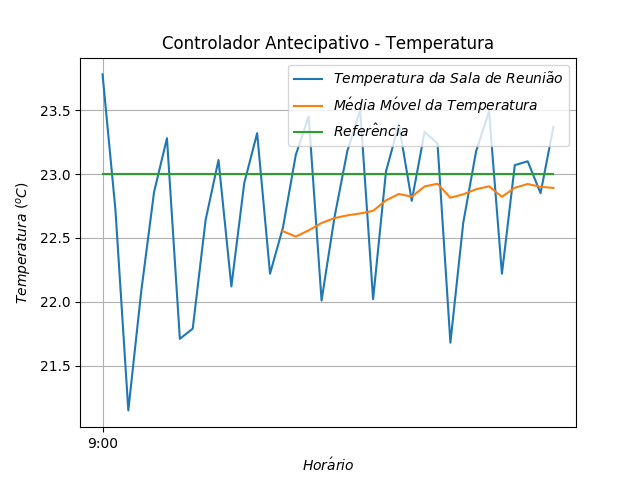 Controlador Antecipativo - Temperatura
Temperatura da Sala de Reunião
Média Móvel da Temperatura
Referência
Temperatura (ºC)
23.5
23.0
22.5
22.0
21.5
9:00
Horário